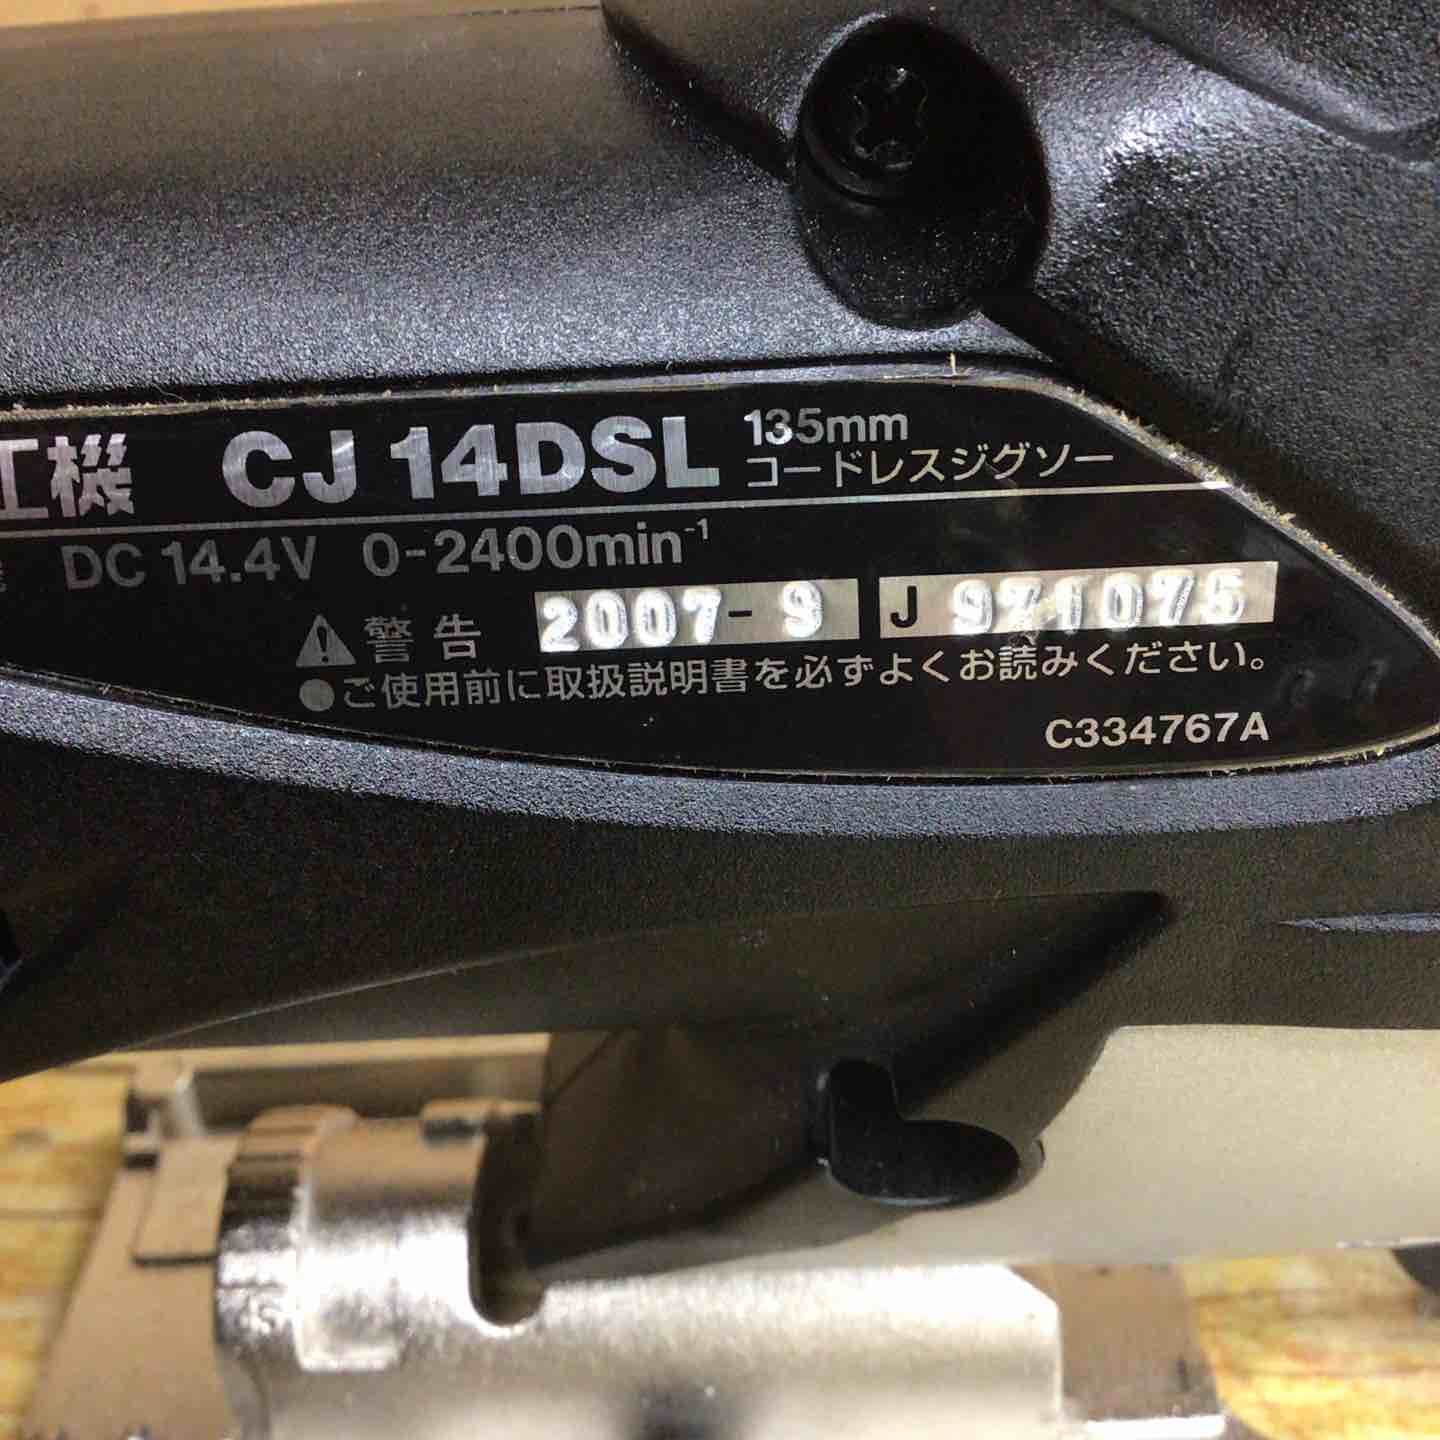 工機 CJ 14DSL 135mm
コードレスジグソー
DC 14.4V 0-2400min⁻¹
警告 2007-9 J 971075
●ご使用前に取扱説明書を必ずよくお読みください。
C334767A